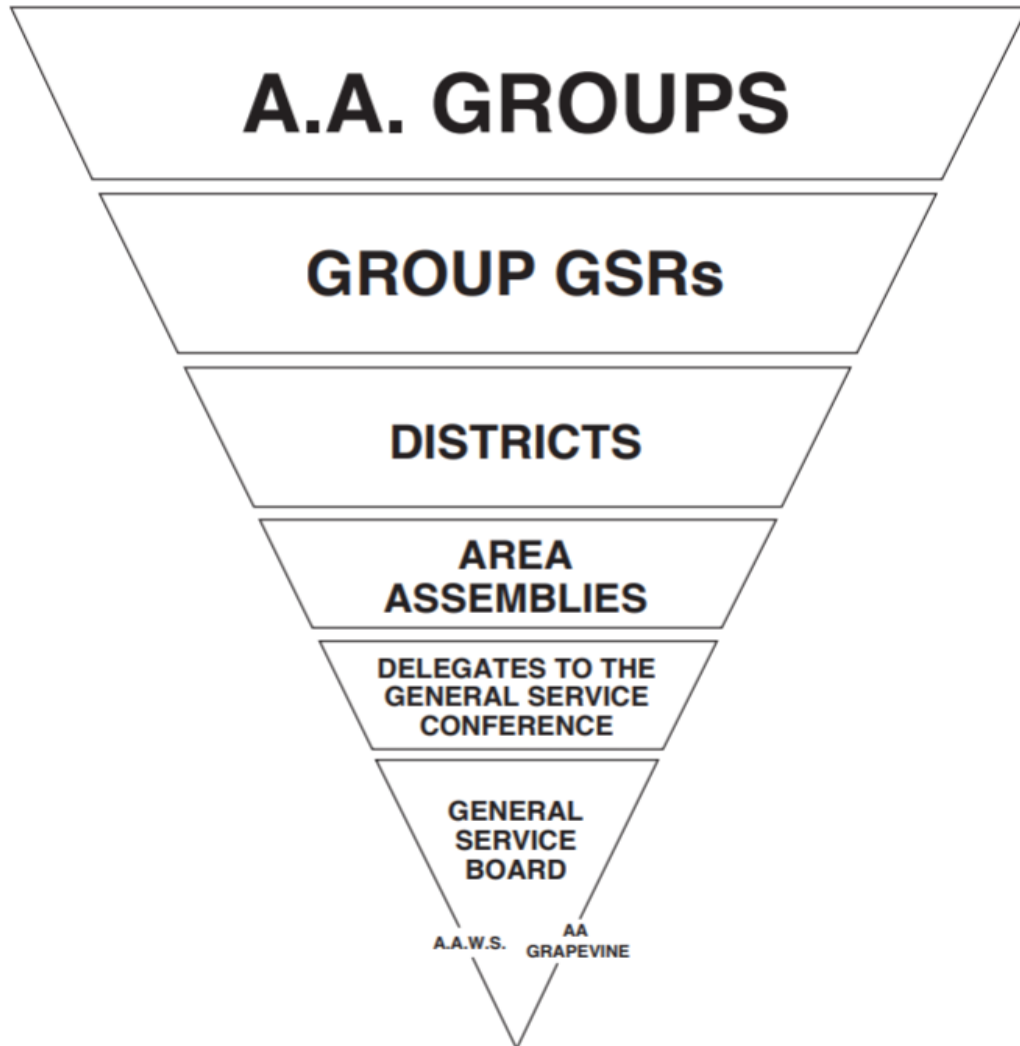 A.A. GROUPS
GROUP GSRs
DISTRICTS
AREA
ASSEMBLIES
DELEGATES TO THE
GENERAL SERVICE
CONFERENCE
GENERAL
SERVICE
BOARD
A.A.W.S.
AA
GRAPEVINE